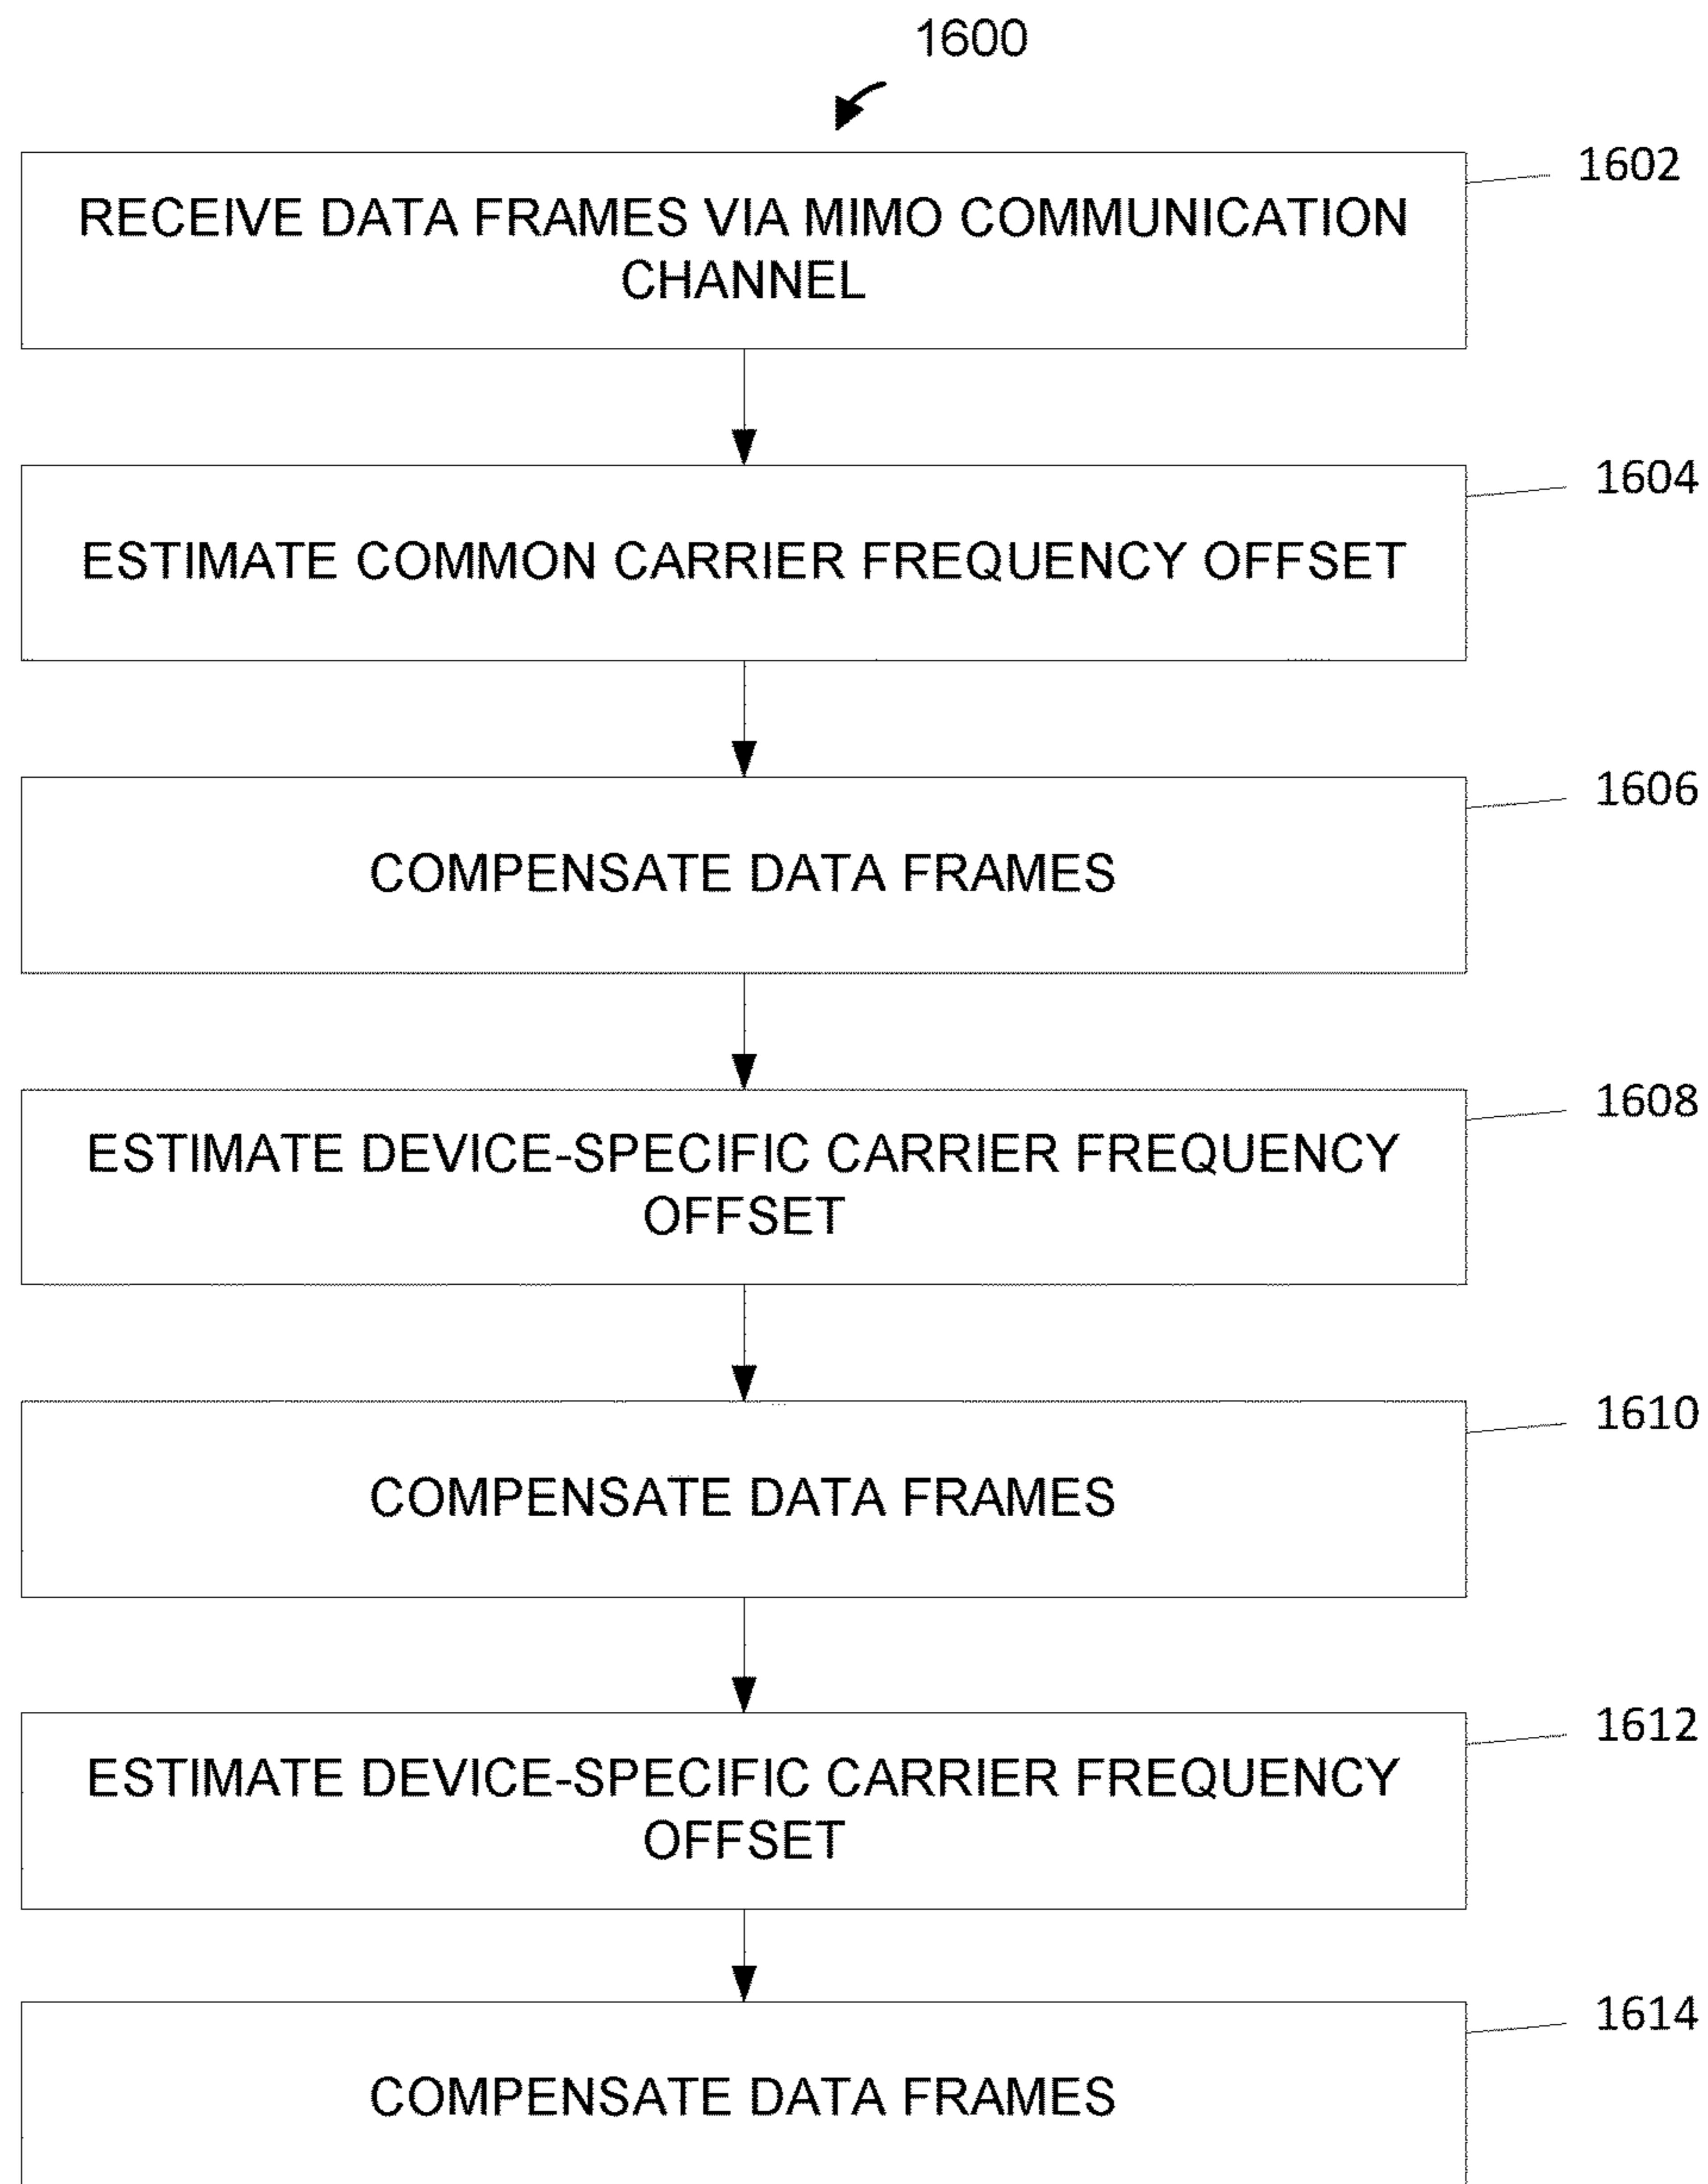 1600
1602
RECEIVE DATA FRAMES VIA MIMO COMMUNICATION
CHANNEL
1604
ESTIMATE COMMON CARRIER FREQUENCY OFFSET
1606
COMPENSATE DATA FRAMES
1608
ESTIMATE DEVICE-SPECIFIC CARRIER FREQUENCY
OFFSET
1610
COMPENSATE DATA FRAMES
1612
ESTIMATE DEVICE-SPECIFIC CARRIER FREQUENCY
OFFSET
1614
COMPENSATE DATA FRAMES